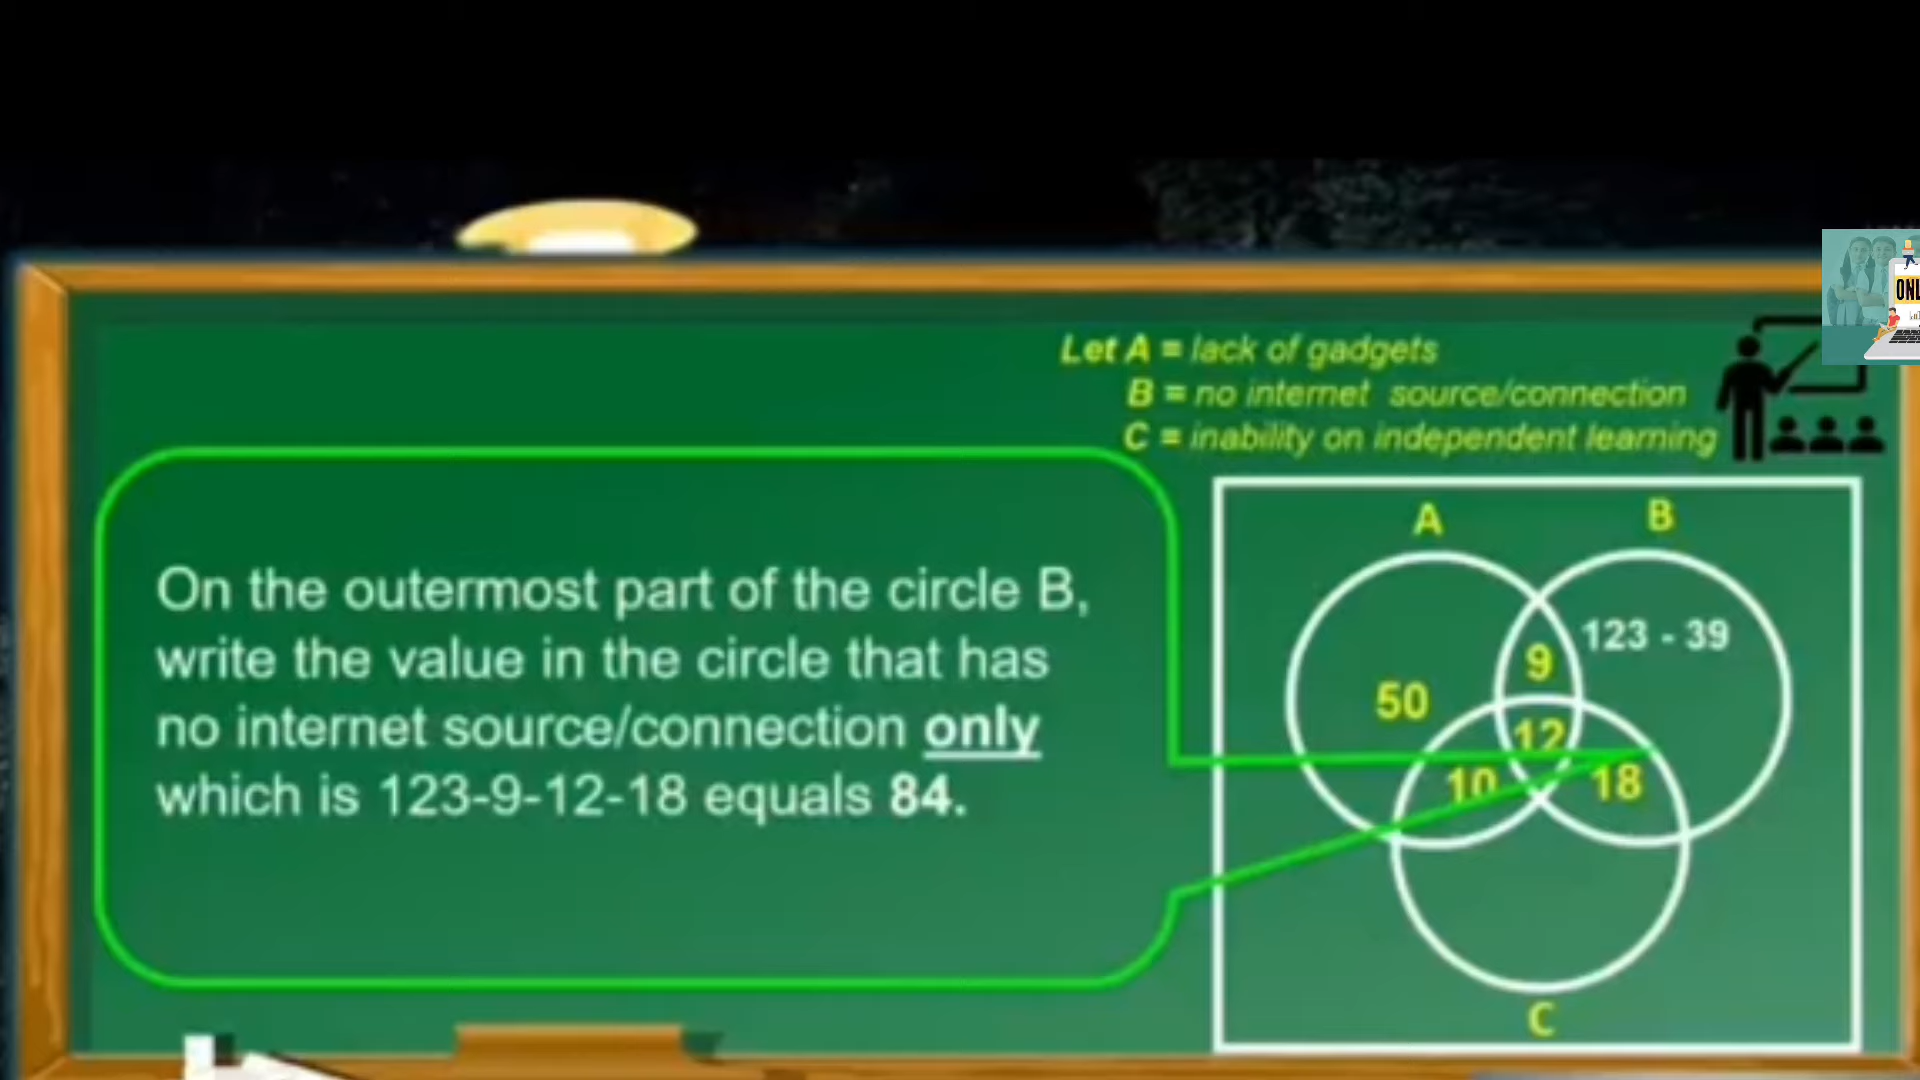 Let A = lack of gadgets
B = no internet source/connection
C = inability on independent learning
On the outermost part of the circle B,
write the value in the circle that has
no internet source/connection only
which is 123-9-12-18 equals 84.
A
B
123 - 39
9
50
12
10
18
C